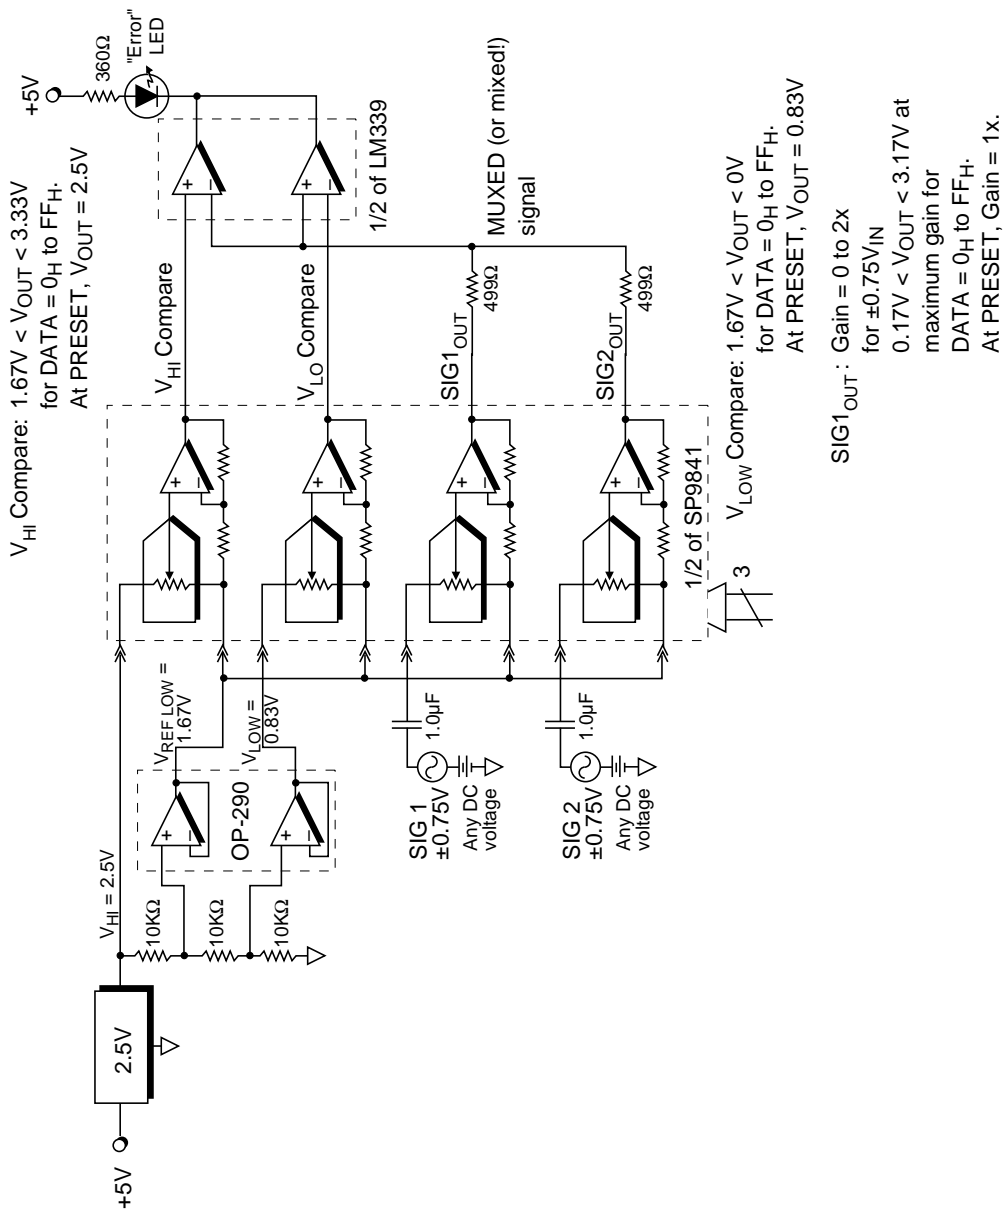 +5V
2.5V
V_HI = 2.5V
10KΩ
10KΩ
10KΩ
OP-290
+
–
+
–
V_REF LOW =
1.67V
V_LOW =
0.83V
SIG 1
±0.75V
Any DC
voltage
1.0µF
SIG 2
±0.75V
Any DC
voltage
1.0µF
+
–
+
–
+
–
+
–
1/2 of SP9841
3
V_HI Compare: 1.67V < V_OUT < 3.33V
for DATA = 0_H to FF_H.
At PRESET, V_OUT = 2.5V
V_HI Compare
V_LO Compare
SIG1_OUT
SIG2_OUT
499Ω
499Ω
+
–
+
–
1/2 of LM339
+5V
360Ω
"Error"
LED
MUXED (or mixed!)
signal
V_LOW Compare: 1.67V < V_OUT < 0V
for DATA = 0_H to FF_H.
At PRESET, V_OUT = 0.83V
SIG1_OUT : Gain = 0 to 2x
for ±0.75V_IN
0.17V < V_OUT < 3.17V at
maximum gain for
DATA = 0_H to FF_H.
At PRESET, Gain = 1x.